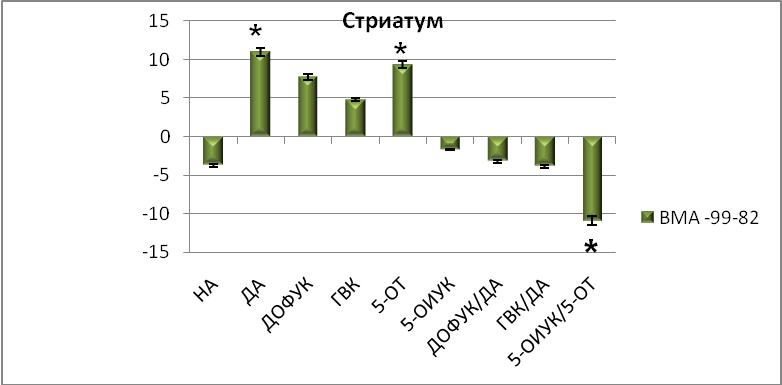 Стриатум
15
10
5
0
-5
-10
-15
*
*
*
НА
ДА
ДОФУК
ГВК
5-ОТ
5-ОИУК
ДОФУК/ДА
ГВК/ДА
5-ОИУК/5-ОТ
ВМА -99-82